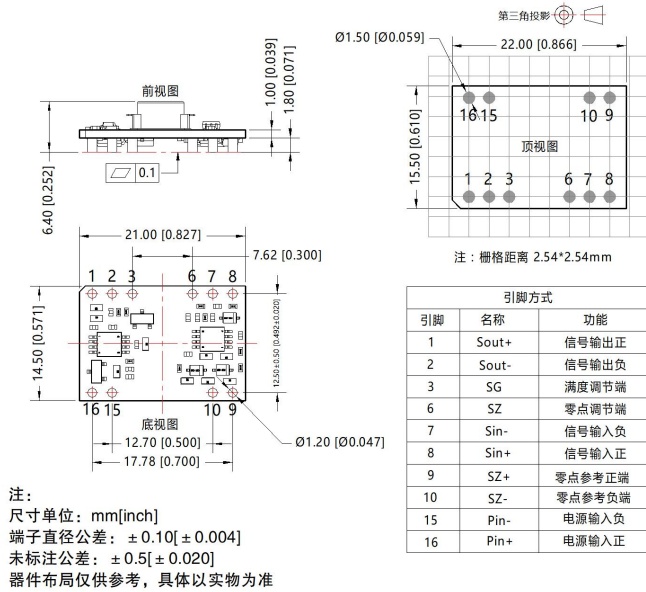 第三角投影
Ø1.50 [Ø0.059]
22.00 [0.866]
1.00 [0.039]
1.80 [0.071]
前视图
0.1
6.40 [0.252]
16 15 10 9
顶视图
15.50 [0.610]
1 2 3 6 7 8
注：栅格距离 2.54*2.54mm
21.00 [0.827]
7.62 [0.300]
1 2 3 6 7 8
14.50 [0.571]
12.50±0.50 [0.492±0.020]
16 15 10 9
底视图
12.70 [0.500]
17.78 [0.700]
Ø1.20 [Ø0.047]
引脚方式
引脚 名称 功能
1 Sout+ 信号输出正
2 Sout- 信号输出负
3 SG 满度调节端
6 SZ 零点调节端
7 Sin- 信号输入负
8 Sin+ 信号输入正
9 SZ+ 零点参考正端
10 SZ- 零点参考负端
15 Pin- 电源输入负
16 Pin+ 电源输入正
注：
尺寸单位：mm[inch]
端子直径公差：±0.10[±0.004]
未标注公差：±0.5[±0.020]
器件布局仅供参考，具体以实物为准